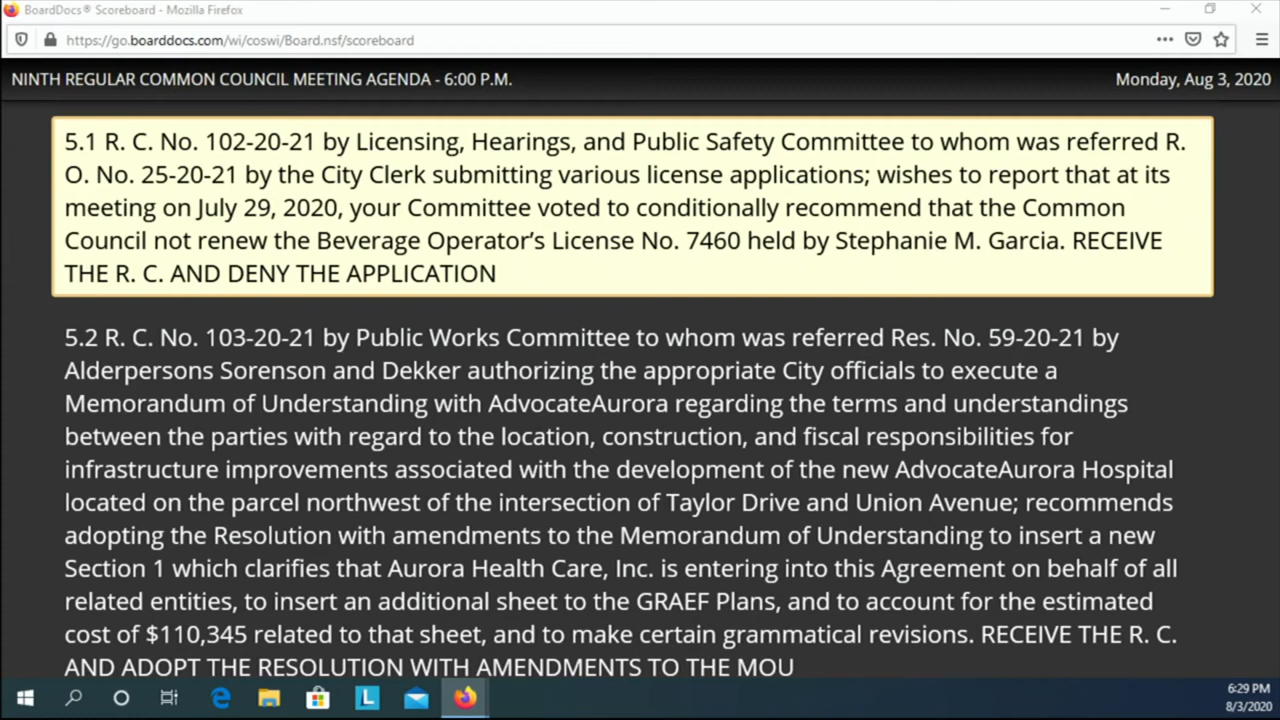 BoardDocs® Scoreboard - Mozilla Firefox
https://go.boarddocs.com/wi/coswi/Board.nsf/scoreboard
NINTH REGULAR COMMON COUNCIL MEETING AGENDA - 6:00 P.M. Monday, Aug 3, 2020
5.1 R. C. No. 102-20-21 by Licensing, Hearings, and Public Safety Committee to whom was referred R.
O. No. 25-20-21 by the City Clerk submitting various license applications; wishes to report that at its
meeting on July 29, 2020, your Committee voted to conditionally recommend that the Common
Council not renew the Beverage Operator’s License No. 7460 held by Stephanie M. Garcia. RECEIVE
THE R. C. AND DENY THE APPLICATION
5.2 R. C. No. 103-20-21 by Public Works Committee to whom was referred Res. No. 59-20-21 by
Alderpersons Sorenson and Dekker authorizing the appropriate City officials to execute a
Memorandum of Understanding with AdvocateAurora regarding the terms and understandings
between the parties with regard to the location, construction, and fiscal responsibilities for
infrastructure improvements associated with the development of the new AdvocateAurora Hospital
located on the parcel northwest of the intersection of Taylor Drive and Union Avenue; recommends
adopting the Resolution with amendments to the Memorandum of Understanding to insert a new
Section 1 which clarifies that Aurora Health Care, Inc. is entering into this Agreement on behalf of all
related entities, to insert an additional sheet to the GRAEF Plans, and to account for the estimated
cost of $110,345 related to that sheet, and to make certain grammatical revisions. RECEIVE THE R. C.
AND ADOPT THE RESOLUTION WITH AMENDMENTS TO THE MOU
L
6:29 PM
8/3/2020